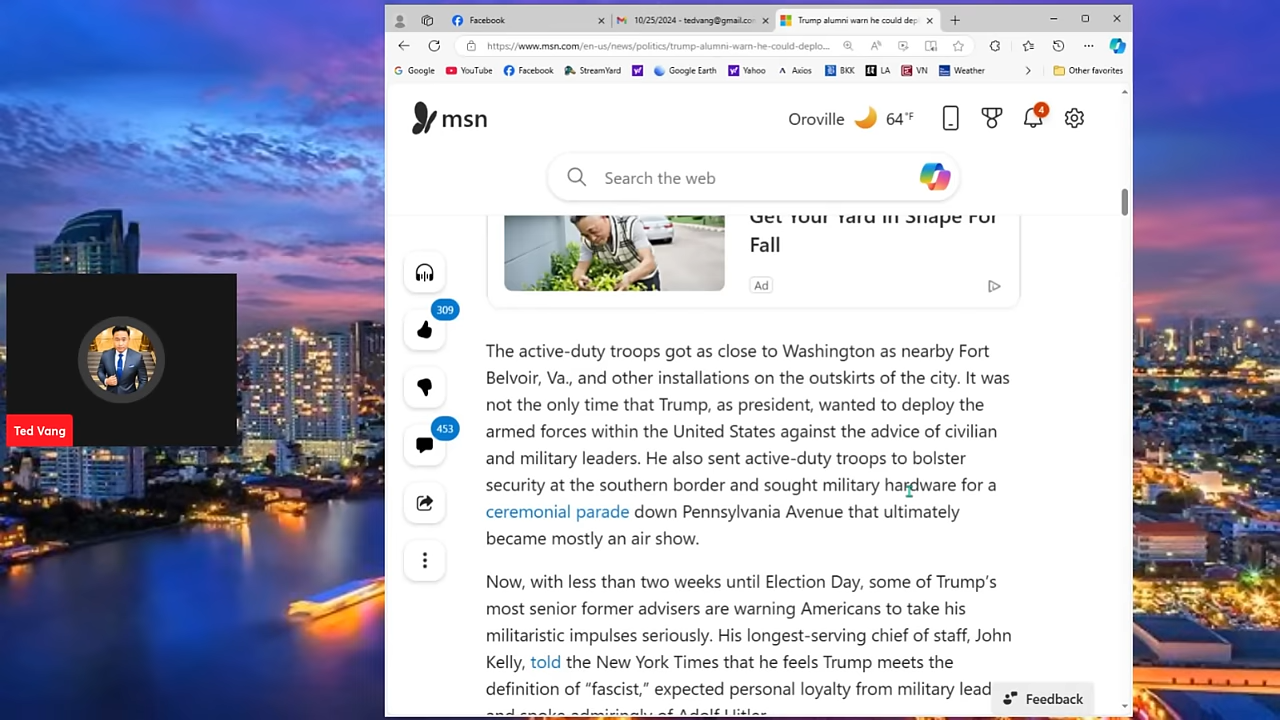 Facebook
10/25/2024 - tedvang@gmail.co
Trump alumni warn he could dep
https://www.msn.com/en-us/news/politics/trump-alumni-warn-he-could-deplo...
Google
YouTube
Facebook
StreamYard
Google Earth
Yahoo
Axios
BKK
LA
VN
Weather
Other favorites
msn
Oroville
64°F
4
Search the web
Get Your Yard In Shape For
Fall
Ad
309
453
The active-duty troops got as close to Washington as nearby Fort
Belvoir, Va., and other installations on the outskirts of the city. It was
not the only time that Trump, as president, wanted to deploy the
armed forces within the United States against the advice of civilian
and military leaders. He also sent active-duty troops to bolster
security at the southern border and sought military hardware for a
ceremonial parade down Pennsylvania Avenue that ultimately
became mostly an air show.
Now, with less than two weeks until Election Day, some of Trump's
most senior former advisers are warning Americans to take his
militaristic impulses seriously. His longest-serving chief of staff, John
Kelly, told the New York Times that he feels Trump meets the
definition of “fascist,” expected personal loyalty from military lead
and spoke admiringly of Adolf Hitler.
Feedback
Ted Vang